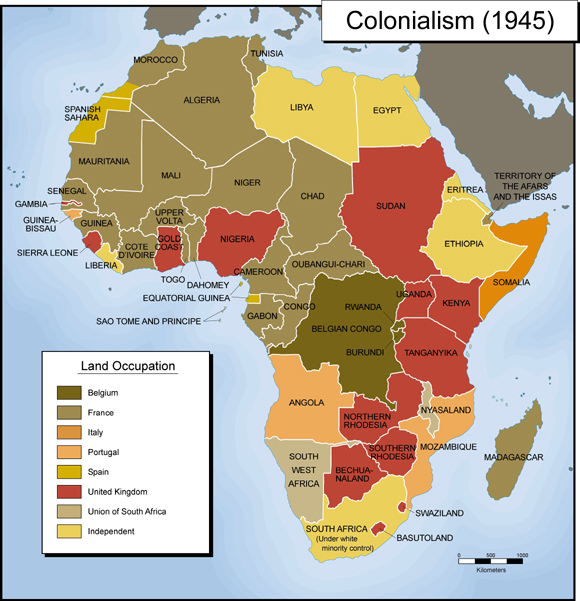 Colonialism (1945)
TUNISIA
MOROCCO
ALGERIA
LIBYA
EGYPT
SPANISH
SAHARA
MAURITANIA
MALI
NIGER
CHAD
SUDAN
ERITREA
TERRITORY OF
THE AFARS
AND THE ISSAS
SENEGAL
GAMBIA
GUINEA-
BISSAU
GUINEA
SIERRA LEONE
LIBERIA
COTE
D'IVOIRE
UPPER
VOLTA
GOLD
COAST
TOGO
DAHOMEY
NIGERIA
CAMEROON
OUBANGUI-CHARI
ETHIOPIA
SOMALIA
EQUATORIAL GUINEA
SAO TOME AND PRINCIPE
GABON
CONGO
RWANDA
BELGIAN CONGO
BURUNDI
UGANDA
KENYA
TANGANYIKA
ANGOLA
NORTHERN
RHODESIA
NYASALAND
MOZAMBIQUE
SOUTHERN
RHODESIA
MADAGASCAR
SOUTH
WEST
AFRICA
BECHUA-
NALAND
SWAZILAND
BASUTOLAND
SOUTH AFRICA
(Under white
minority control)
Land Occupation
Belgium
France
Italy
Portugal
Spain
United Kingdom
Union of South Africa
Independent
0 500 1000
Kilometers